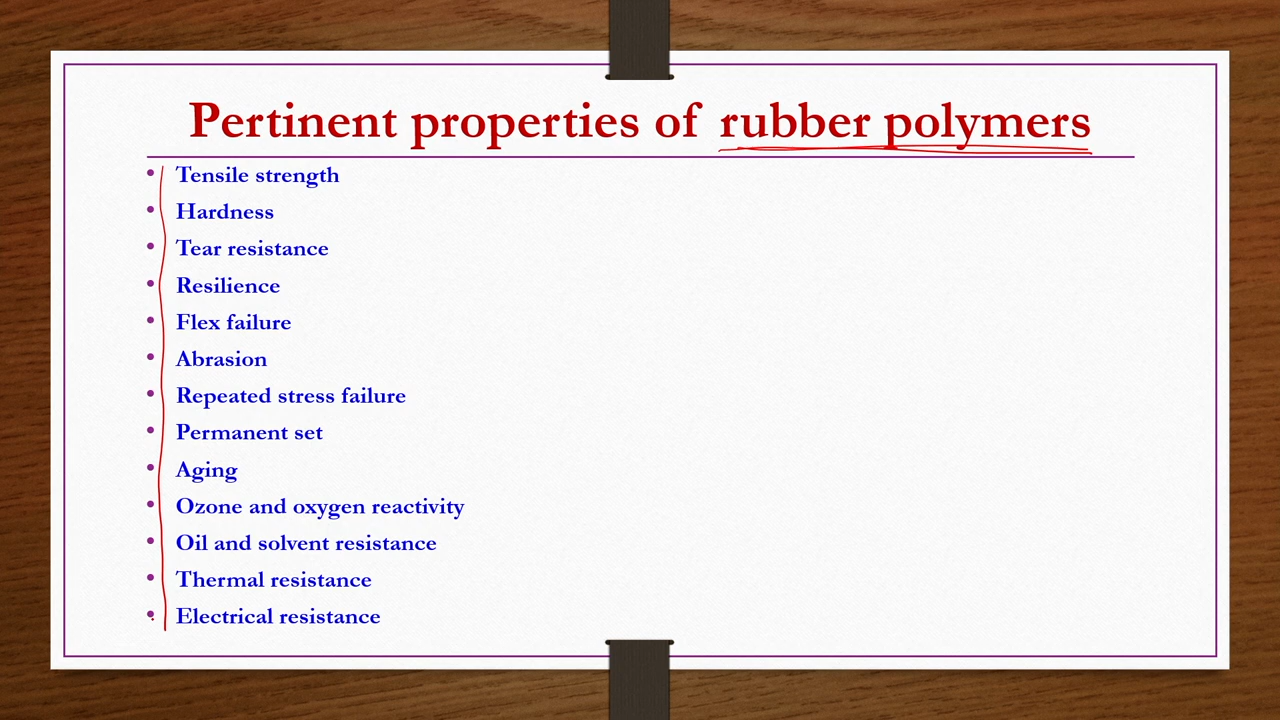 Pertinent properties of rubber polymers
• Tensile strength
• Hardness
• Tear resistance
• Resilience
• Flex failure
• Abrasion
• Repeated stress failure
• Permanent set
• Aging
• Ozone and oxygen reactivity
• Oil and solvent resistance
• Thermal resistance
• Electrical resistance